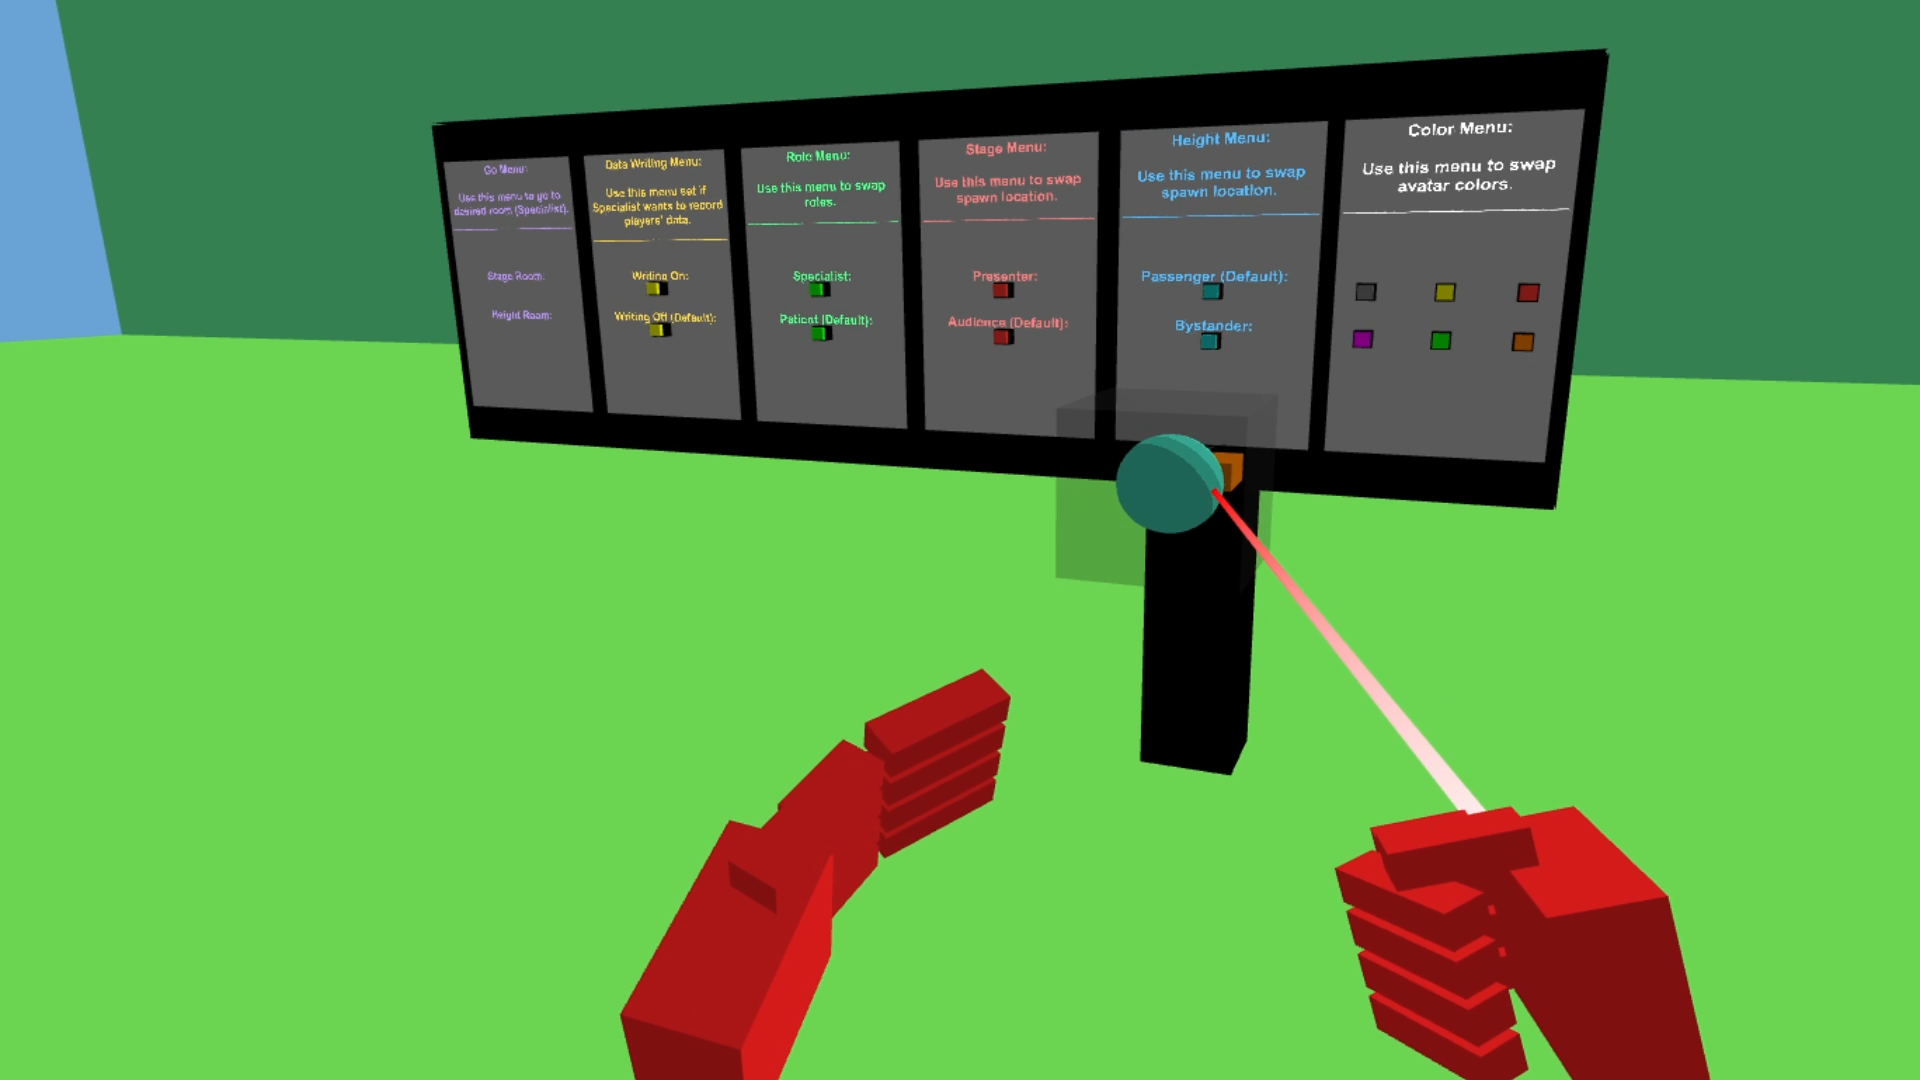 Go Menu:
Use this menu to go to
desired room (Specialist).
Stage Room:
Height Room:
Data Writing Menu:
Use this menu set if
Specialist wants to record
players' data.
Writing On:
Writing Off (Default):
Role Menu:
Use this menu to swap
roles.
Specialist:
Patient (Default):
Stage Menu:
Use this menu to swap
spawn location.
Presenter:
Audience (Default):
Height Menu:
Use this menu to swap
spawn location.
Passenger (Default):
Bystander:
Color Menu:
Use this menu to swap
avatar colors.